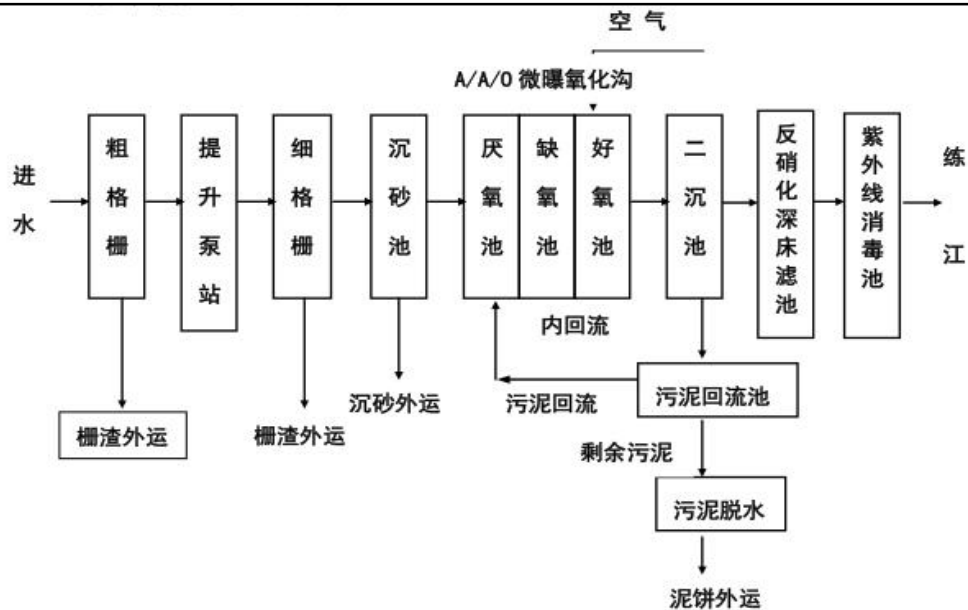 空 气
A/A/O 微曝氧化沟
进水
粗格栅
提升泵站
细格栅
沉砂池
厌氧池
缺氧池
好氧池
二沉池
反硝化深床滤池
紫外线消毒池
练江
内回流
栅渣外运
栅渣外运
沉砂外运
污泥回流
污泥回流池
剩余污泥
污泥脱水
泥饼外运